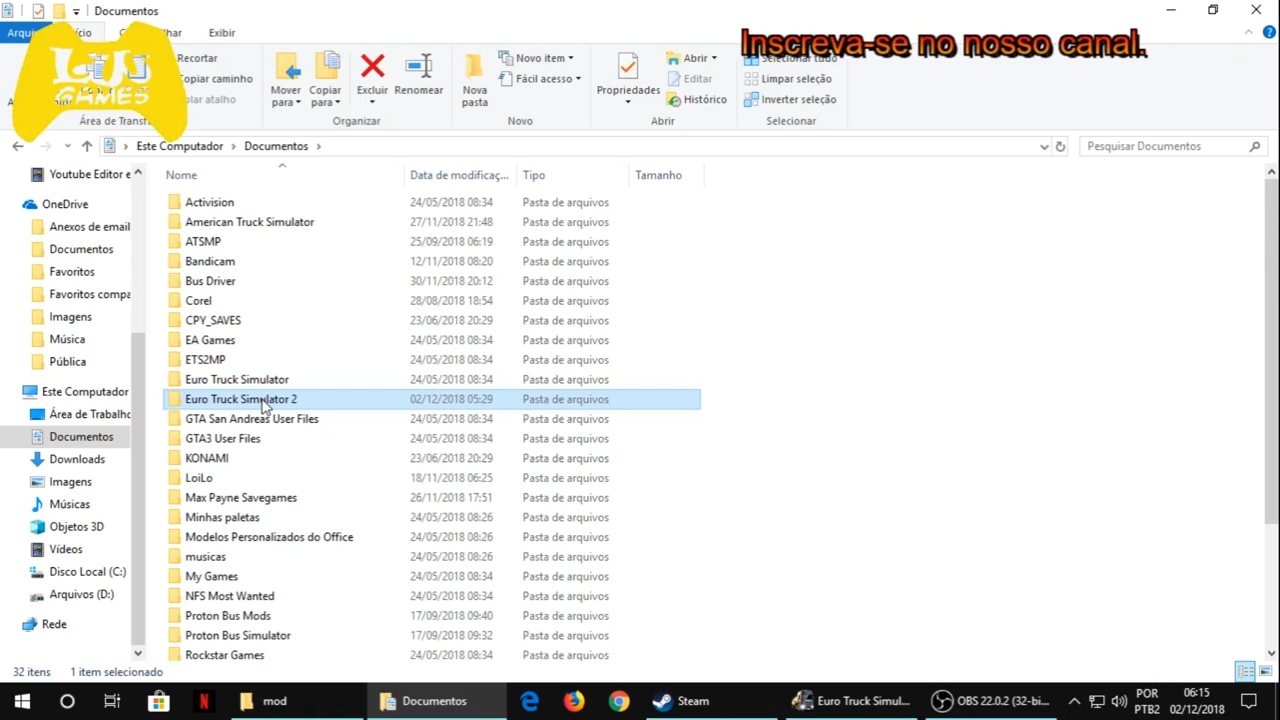 Documentos
Inscreva-se no nosso canal.
LUJ
GAMES
Exibir
Recortar
Copiar caminho
Mover
para
Copiar
para
Excluir
Renomear
Nova
pasta
Novo item
Fácil acesso
Propriedades
Abrir
Editar
Histórico
Selecionar tudo
Limpar seleção
Inverter seleção
Organizar
Novo
Abrir
Selecionar
Este Computador
Documentos
Pesquisar Documentos
Youtube Editor e
OneDrive
Anexos de email
Documentos
Favoritos
Favoritos compa
Imagens
Música
Pública
Este Computador
Área de Trabalho
Documentos
Downloads
Imagens
Músicas
Objetos 3D
Vídeos
Disco Local (C:)
Arquivos (D:)
Rede
Nome Data de modificaç... Tipo Tamanho
Activision 24/05/2018 08:34 Pasta de arquivos
American Truck Simulator 27/11/2018 21:48 Pasta de arquivos
ATSMP 25/09/2018 06:19 Pasta de arquivos
Bandicam 12/11/2018 08:20 Pasta de arquivos
Bus Driver 30/11/2018 20:12 Pasta de arquivos
Corel 28/08/2018 18:54 Pasta de arquivos
CPY_SAVES 23/06/2018 20:29 Pasta de arquivos
EA Games 24/05/2018 08:34 Pasta de arquivos
ETS2MP 24/05/2018 08:34 Pasta de arquivos
Euro Truck Simulator 24/05/2018 08:34 Pasta de arquivos
Euro Truck Simulator 2 02/12/2018 05:29 Pasta de arquivos
GTA San Andreas User Files 24/05/2018 08:34 Pasta de arquivos
GTA3 User Files 24/05/2018 08:34 Pasta de arquivos
KONAMI 23/06/2018 20:29 Pasta de arquivos
LoiLo 18/11/2018 06:25 Pasta de arquivos
Max Payne Savegames 26/11/2018 17:51 Pasta de arquivos
Minhas paletas 24/05/2018 08:26 Pasta de arquivos
Modelos Personalizados do Office 24/05/2018 08:26 Pasta de arquivos
musicas 24/05/2018 08:26 Pasta de arquivos
My Games 24/05/2018 08:34 Pasta de arquivos
NFS Most Wanted 24/05/2018 08:34 Pasta de arquivos
Proton Bus Mods 17/09/2018 09:40 Pasta de arquivos
Proton Bus Simulator 17/09/2018 09:32 Pasta de arquivos
Rockstar Games 24/05/2018 08:34 Pasta de arquivos
32 itens 1 item selecionado
mod
Documentos
Steam
Euro Truck Simul...
OBS 22.0.2 (32-bi...
POR
PTB2
06:15
02/12/2018